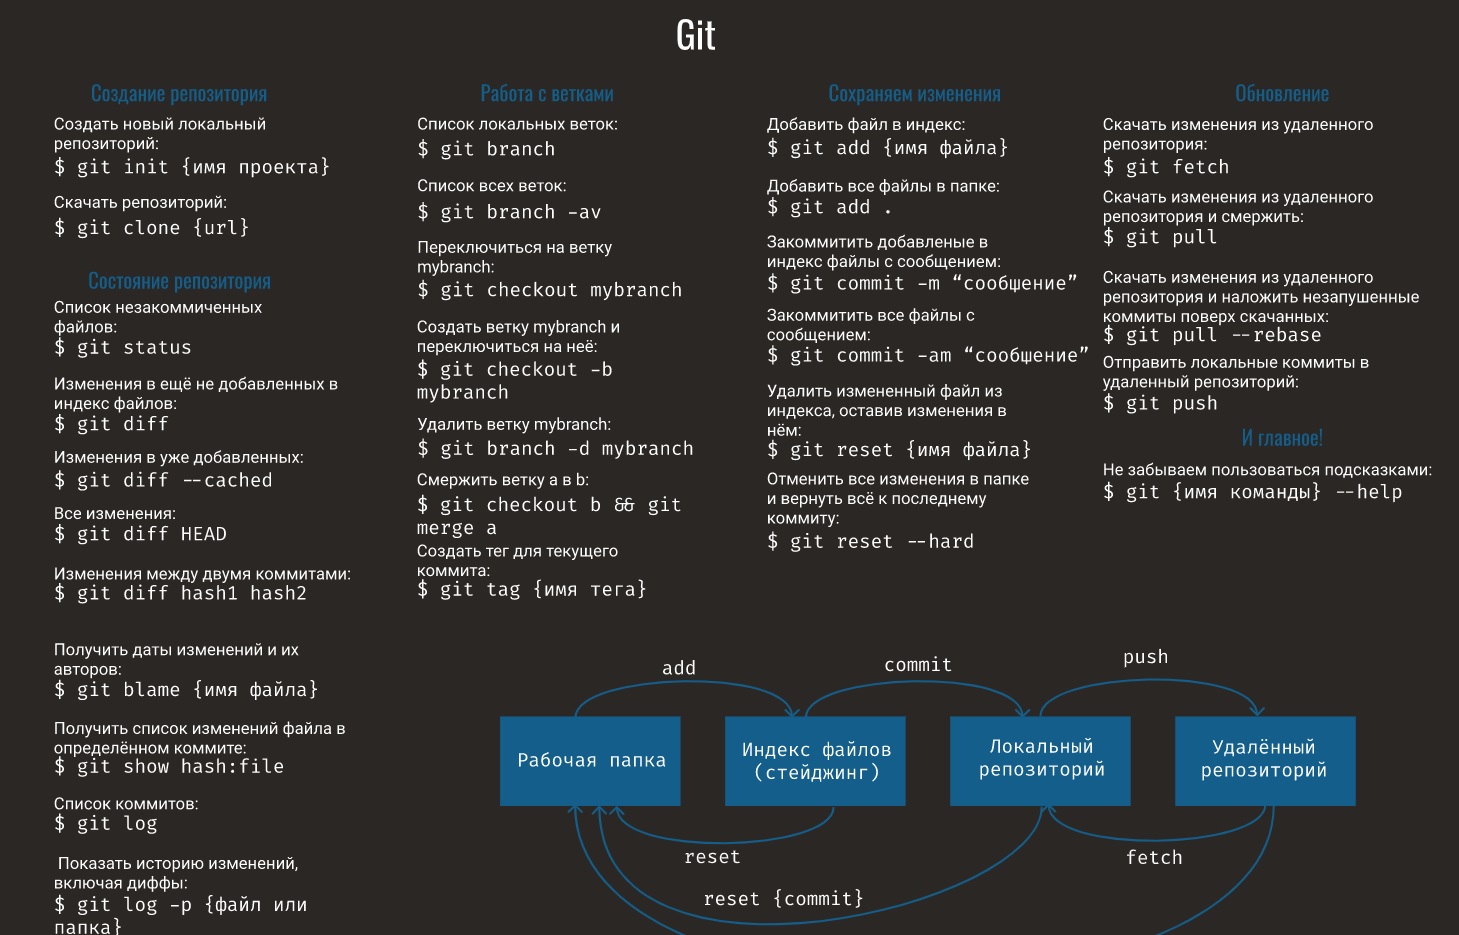 Git
Создание репозитория
Создать новый локальный
репозиторий:
$ git init {имя проекта}
Скачать репозиторий:
$ git clone {url}
Состояние репозитория
Список незакоммиченных
файлов:
$ git status
Изменения в ещё не добавленных в
индекс файлов:
$ git diff
Изменения в уже добавленных:
$ git diff --cached
Все изменения:
$ git diff HEAD
Изменения между двумя коммитами:
$ git diff hash1 hash2
Получить даты изменений и их
авторов:
$ git blame {имя файла}
Получить список изменений файла в
определённом коммите:
$ git show hash:file
Список коммитов:
$ git log
Показать историю изменений,
включая диффы:
$ git log -p {файл или
папка}
Работа с ветками
Список локальных веток:
$ git branch
Список всех веток:
$ git branch -av
Переключиться на ветку
mybranch:
$ git checkout mybranch
Создать ветку mybranch и
переключиться на неё:
$ git checkout -b
mybranch
Удалить ветку mybranch:
$ git branch -d mybranch
Смержить ветку a в b:
$ git checkout b && git
merge a
Создать тег для текущего
коммита:
$ git tag {имя тега}
Сохраняем изменения
Добавить файл в индекс:
$ git add {имя файла}
Добавить все файлы в папке:
$ git add .
Закоммитить добавленые в
индекс файлы с сообщением:
$ git commit -m “сообщение”
Закоммитить все файлы с
сообщением:
$ git commit -am “сообщение”
Удалить измененный файл из
индекса, оставив изменения в
нём:
$ git reset {имя файла}
Отменить все изменения в папке
и вернуть всё к последнему
коммиту:
$ git reset --hard
Обновление
Скачать изменения из удаленного
репозитория:
$ git fetch
Скачать изменения из удаленного
репозитория и смержить:
$ git pull
Скачать изменения из удаленного
репозитория и наложить незапушенные
коммиты поверх скачанных:
$ git pull --rebase
Отправить локальные коммиты в
удаленный репозиторий:
$ git push
И главное!
Не забываем пользоваться подсказками:
$ git {имя команды} --help
add
commit
push
Рабочая папка
Индекс файлов
(стейджинг)
Локальный
репозиторий
Удалённый
репозиторий
reset
fetch
reset {commit}